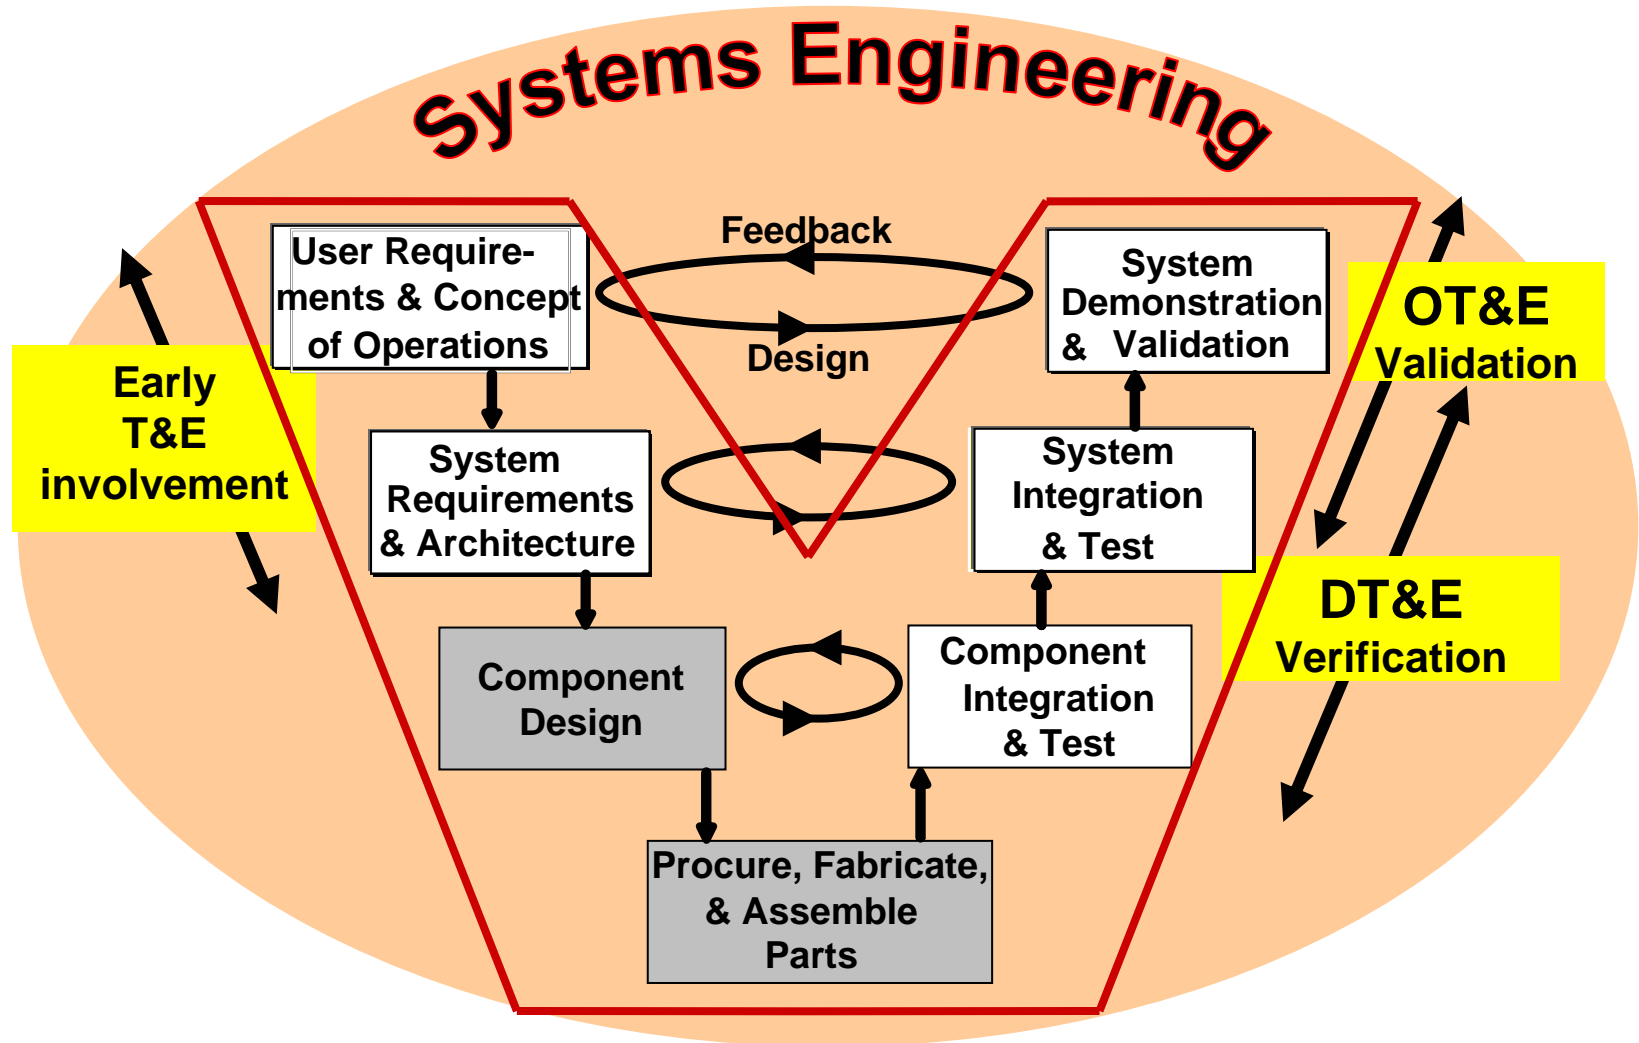 Systems Engineering
Feedback
Design
User Require-
ments & Concept
of Operations
System
Demonstration
& Validation
OT&E
Validation
Early
T&E
involvement
System
Requirements
& Architecture
System
Integration
& Test
DT&E
Verification
Component
Design
Component
Integration
& Test
Procure, Fabricate,
& Assemble
Parts